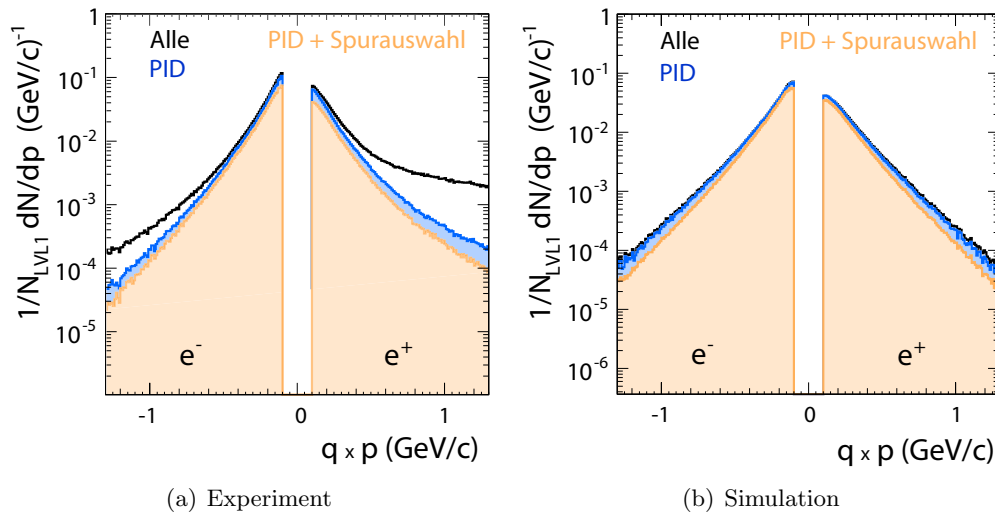 1/N_LVL1 dN/dp (GeV/c)^-1
1
10^-1
10^-2
10^-3
10^-4
10^-5
Alle
PID
PID + Spurauswahl
e^-
e^+
-1 0 1
q x p (GeV/c)
(a) Experiment
1/N_LVL1 dN/dp (GeV/c)^-1
1
10^-1
10^-2
10^-3
10^-4
10^-5
10^-6
Alle
PID
PID + Spurauswahl
e^-
e^+
-1 0 1
q x p (GeV/c)
(b) Simulation